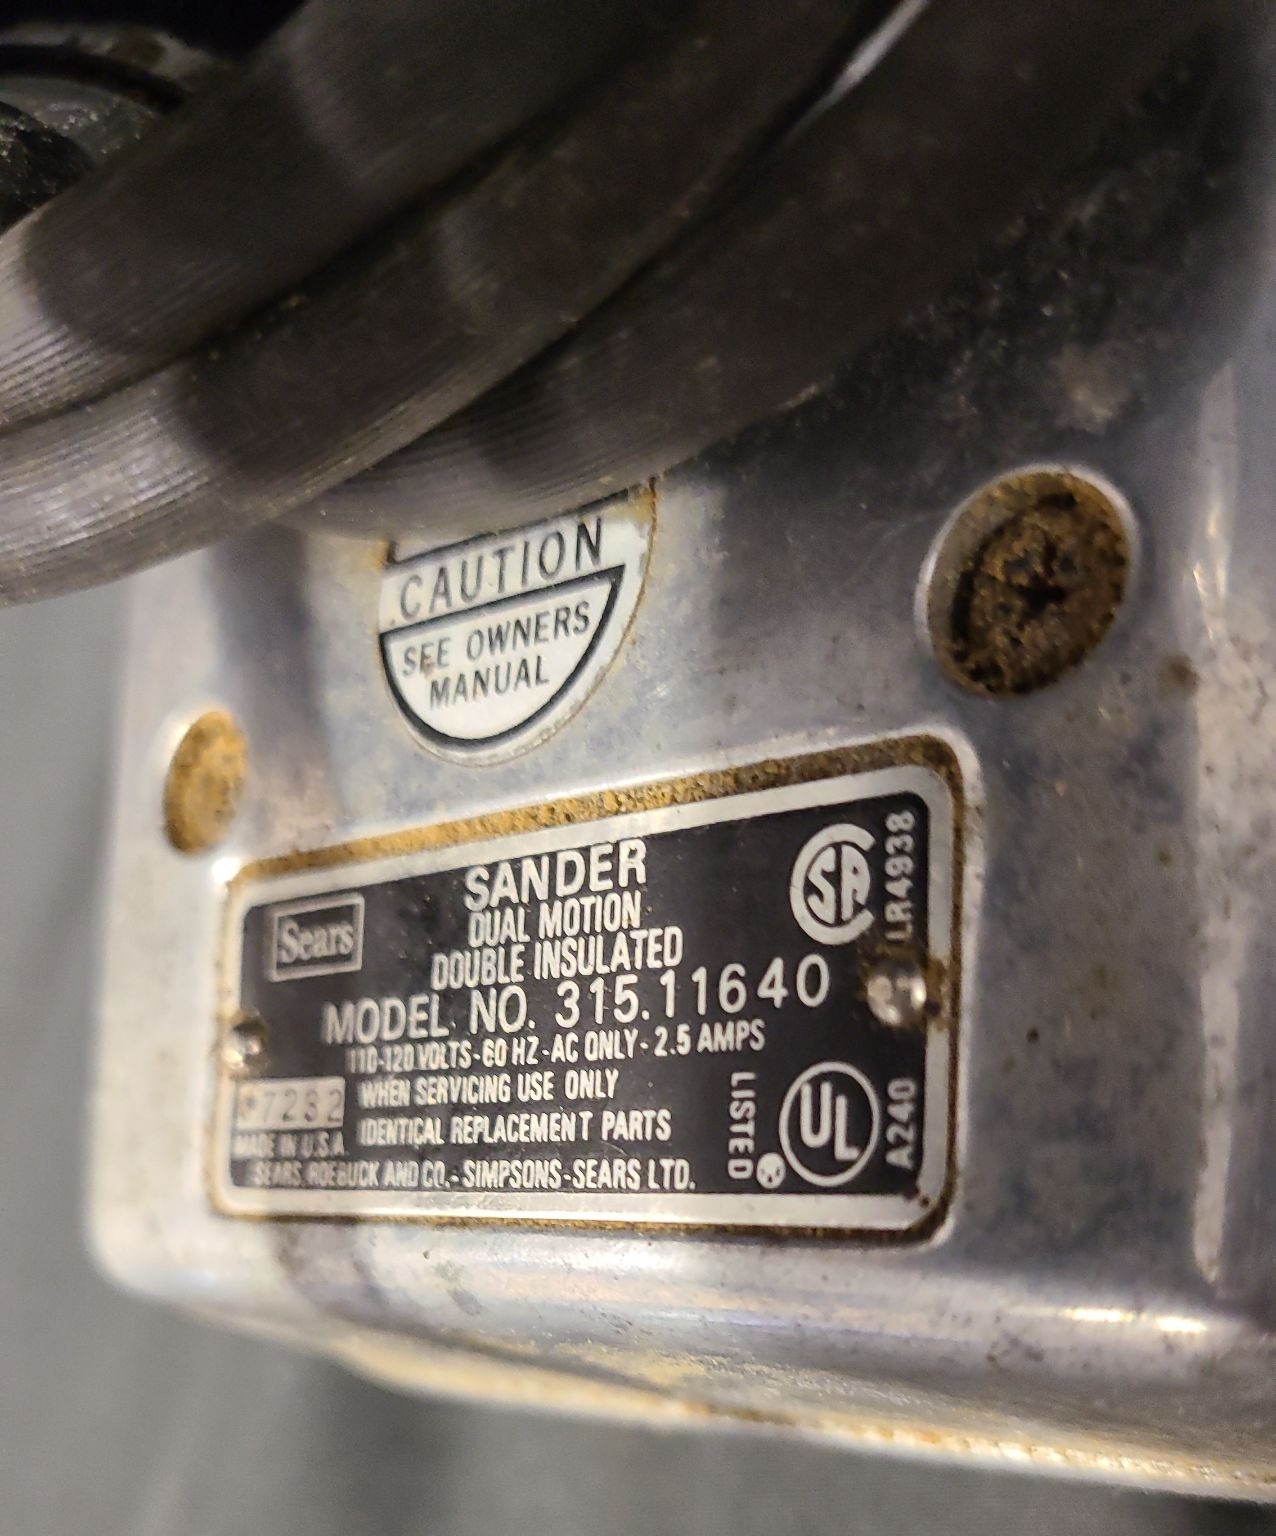 CAUTION
SEE OWNERS
MANUAL
Sears
SANDER
DUAL MOTION
DOUBLE INSULATED
MODEL NO. 315.11640
110-120 VOLTS-60 HZ-AC ONLY-2.5 AMPS
WHEN SERVICING USE ONLY
IDENTICAL REPLACEMENT PARTS
MADE IN U.S.A.
SEARS, ROEBUCK AND CO.-SIMPSONS-SEARS LTD.
SA
LR4938
LISTED
UL
A240